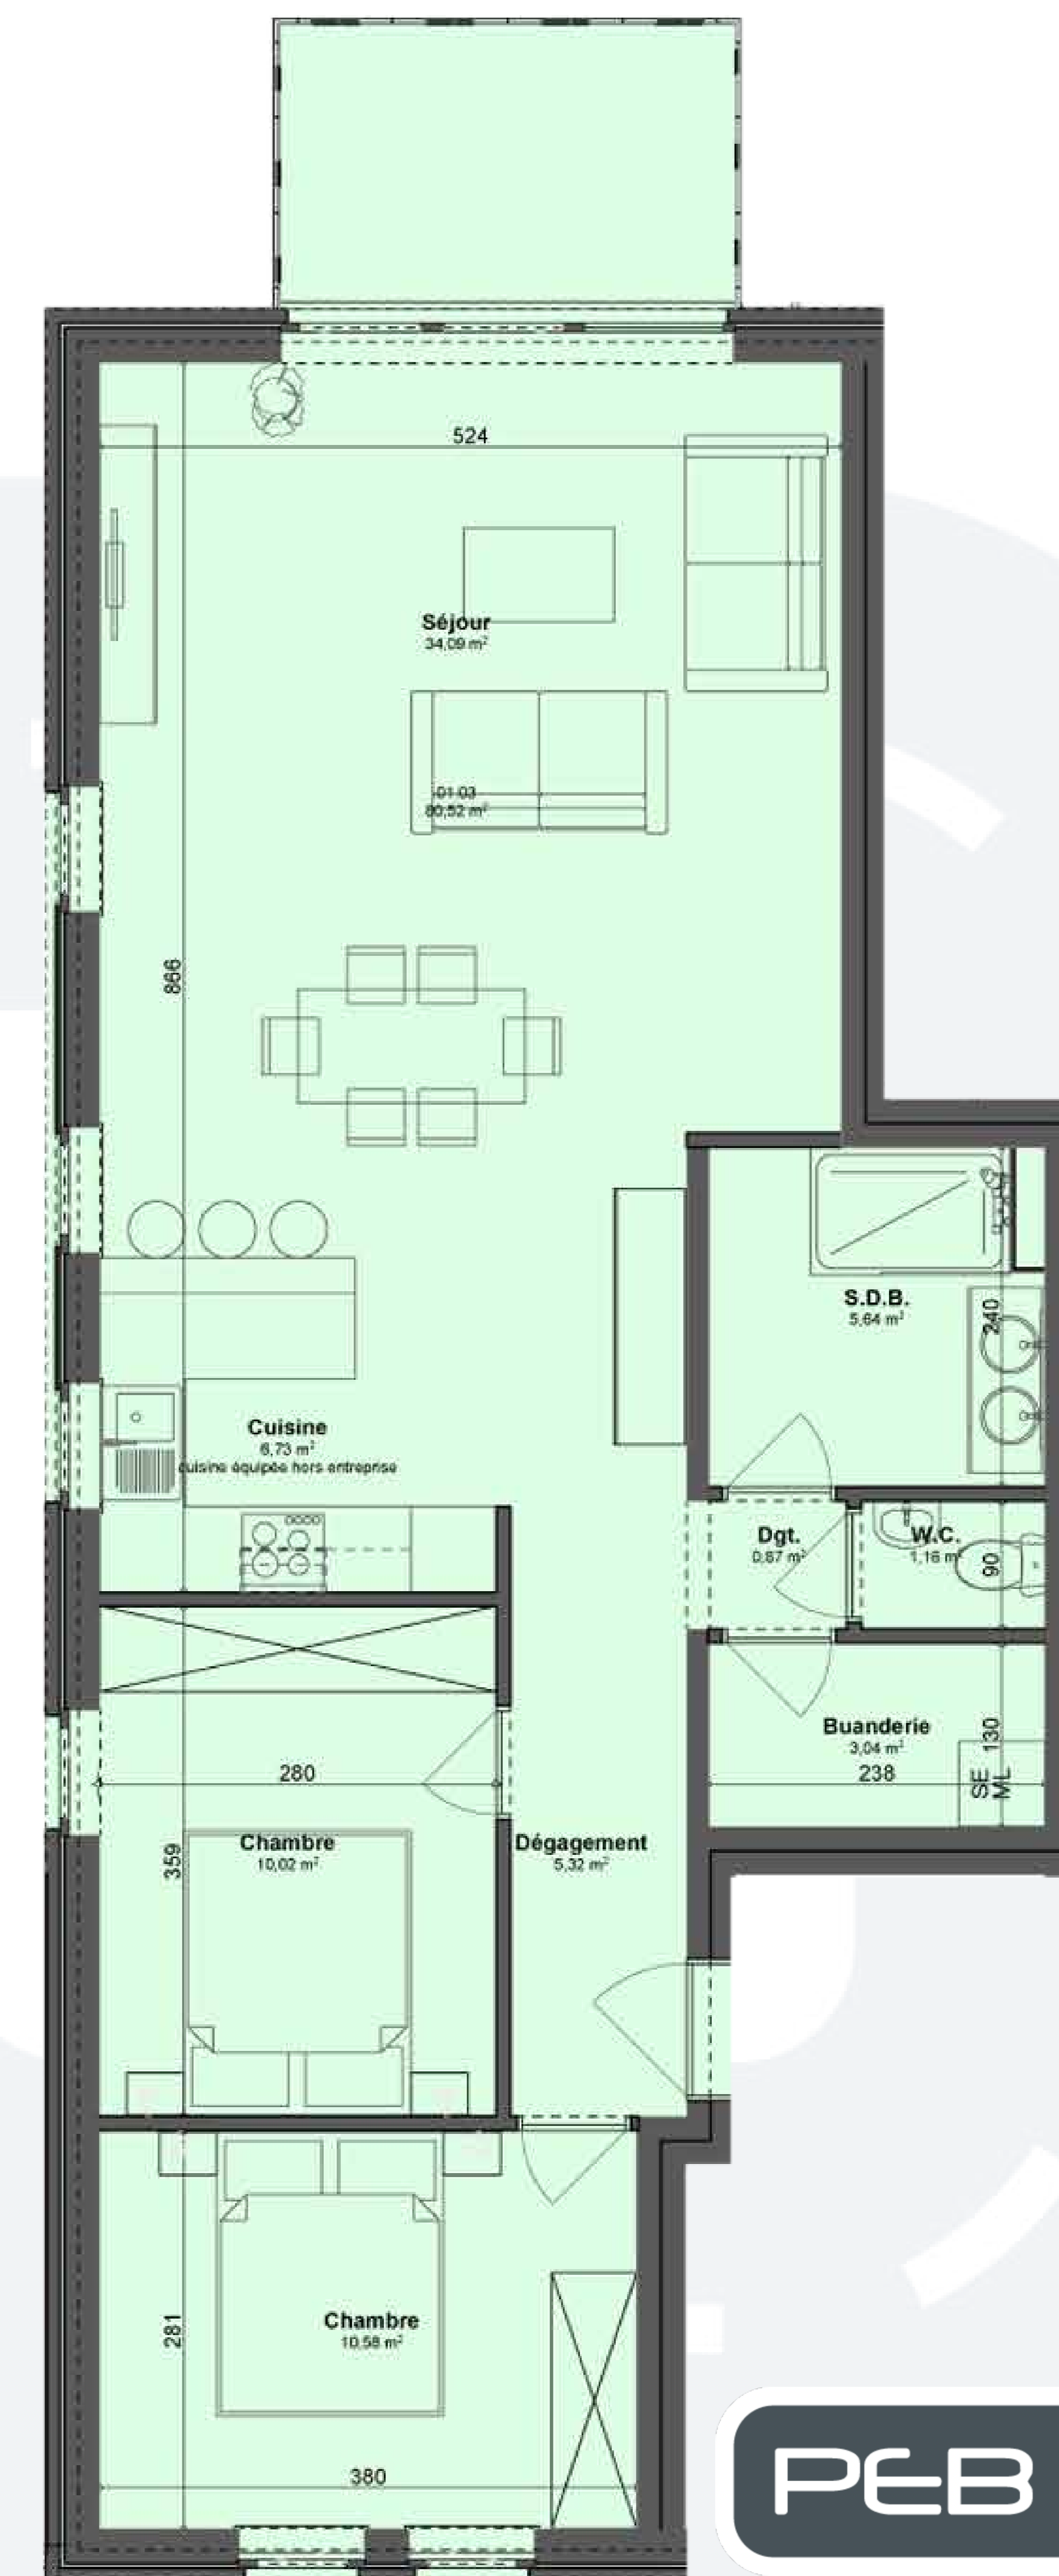 524
Séjour
34,09 m²
01.03
80,52 m²
866
S.D.B.
5,64 m²
240
Cuisine
6,73 m²
cuisine équipée hors entreprise
Dgt.
0,87 m²
W.C.
1,16 m²
90
Buanderie
3,04 m²
130
238
SE
ML
280
Chambre
10,02 m²
359
Dégagement
5,32 m²
Chambre
10,58 m²
281
380
PEB